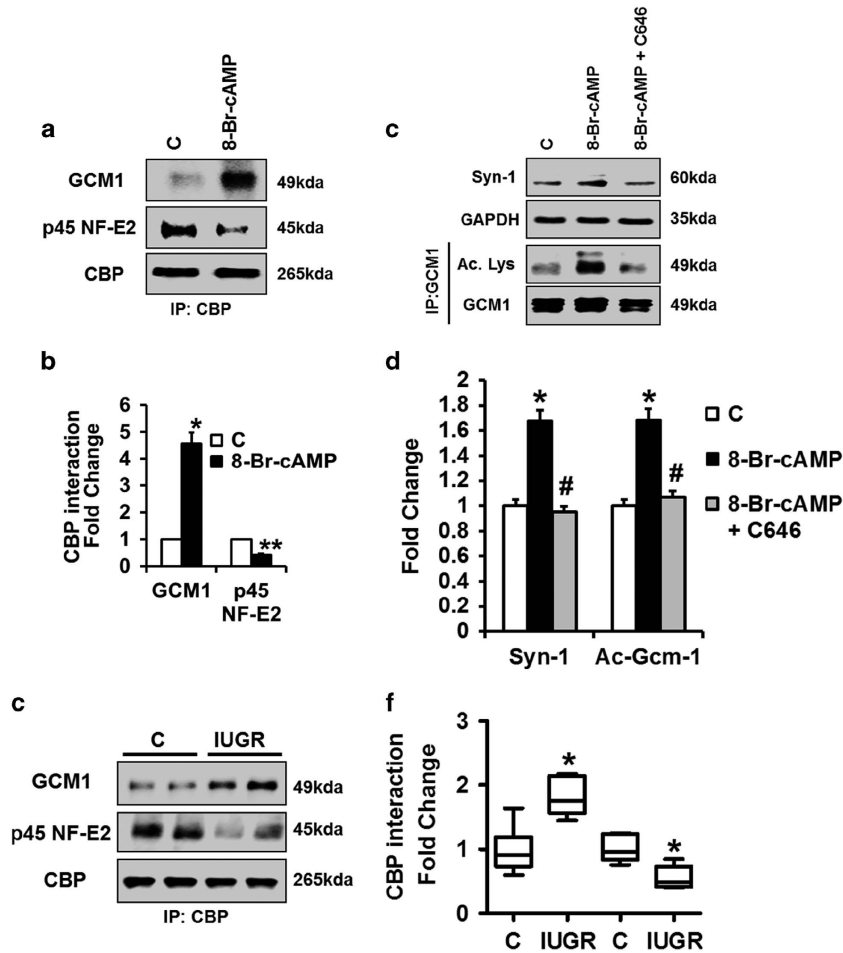 a
C
8-Br-cAMP
GCM1
49kda
p45 NF-E2
45kda
CBP
265kda
IP: CBP
c
C
8-Br-cAMP
8-Br-cAMP + C646
Syn-1
60kda
GAPDH
35kda
IP:GCM1
Ac. Lys
49kda
GCM1
49kda
b
CBP interaction
Fold Change
6
5
4
3
2
1
0
*
**
C
8-Br-cAMP
GCM1
p45
NF-E2
d
Fold Change
2
1.8
1.6
1.4
1.2
1
0.8
0.6
0.4
0.2
0
*
#
*
#
C
8-Br-cAMP
8-Br-cAMP
+ C646
Syn-1
Ac-Gcm-1
c
C
IUGR
GCM1
49kda
p45 NF-E2
45kda
CBP
265kda
IP: CBP
f
CBP interaction
Fold Change
3
2
1
0
*
*
C
IUGR
C
IUGR